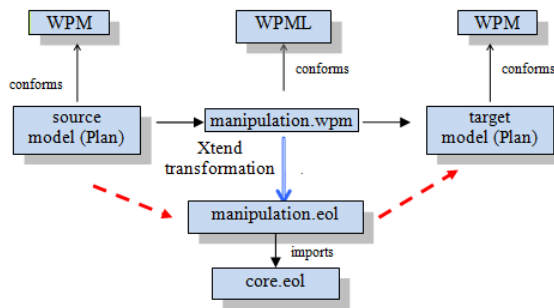 WPM
WPML
WPM
conforms
conforms
conforms
source
model (Plan)
manipulation.wpm
target
model (Plan)
Xtend
transformation
manipulation.eol
imports
core.eol